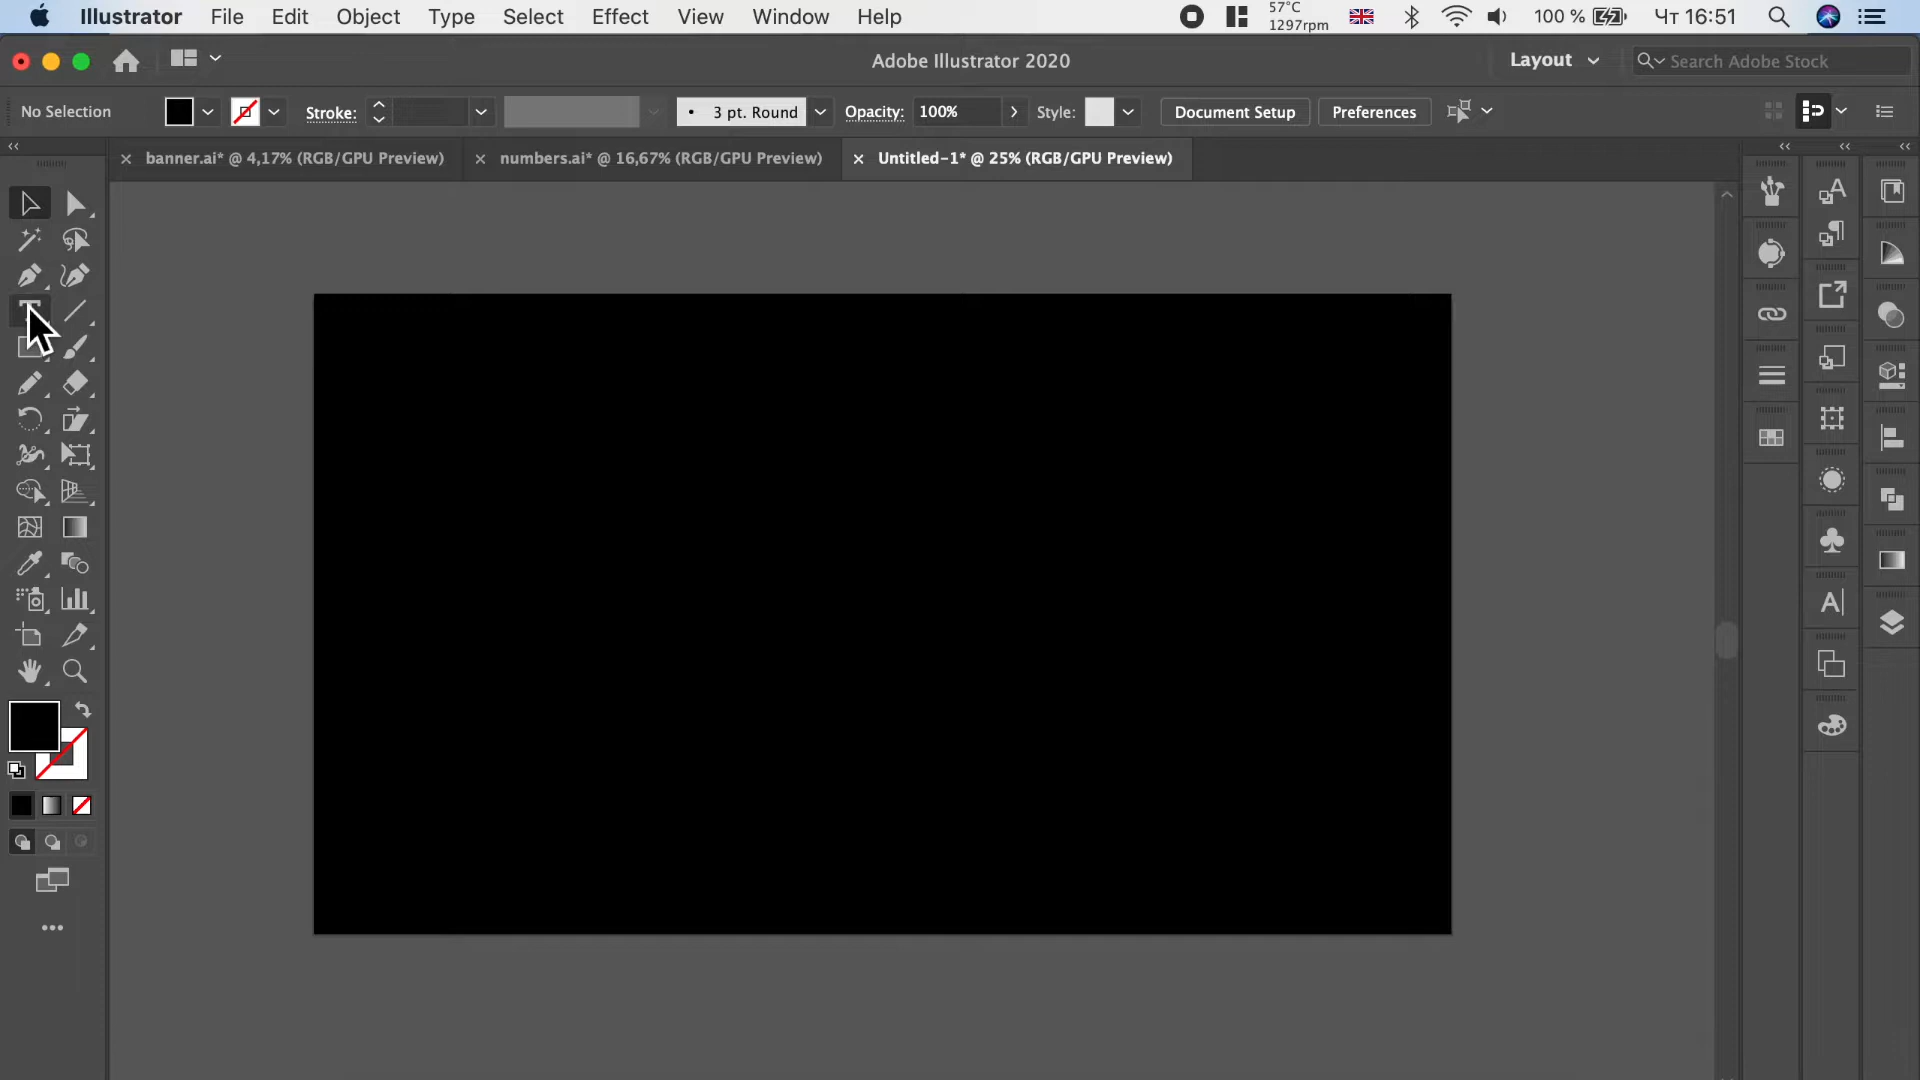 Illustrator File Edit Object Type Select Effect View Window Help 57°C 1297rpm 100 % Чт 16:51
Adobe Illustrator 2020 Layout Search Adobe Stock
No Selection Stroke: 3 pt. Round Opacity: 100% Style: Document Setup Preferences
banner.ai* @ 4,17% (RGB/GPU Preview) numbers.ai* @ 16,67% (RGB/GPU Preview) Untitled-1* @ 25% (RGB/GPU Preview)